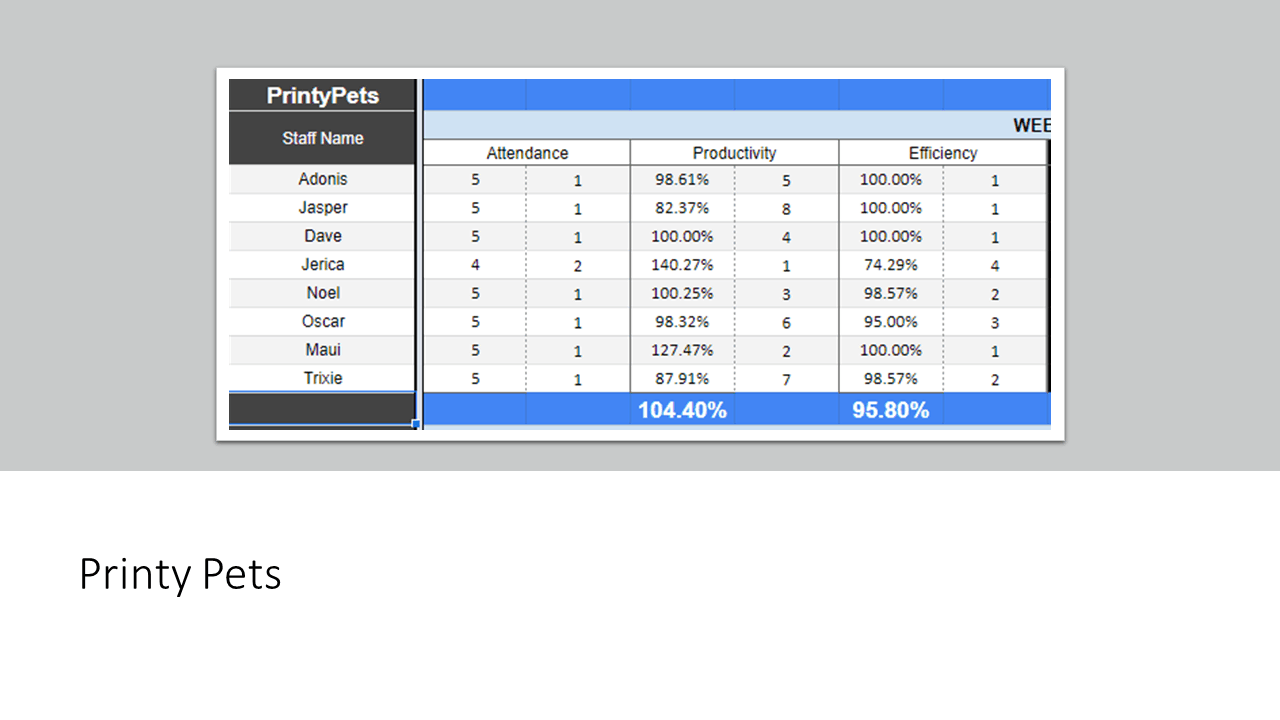 PrintyPets
WEE
Staff Name
Attendance Productivity Efficiency
Adonis 5 1 98.61% 5 100.00% 1
Jasper 5 1 82.37% 8 100.00% 1
Dave 5 1 100.00% 4 100.00% 1
Jerica 4 2 140.27% 1 74.29% 4
Noel 5 1 100.25% 3 98.57% 2
Oscar 5 1 98.32% 6 95.00% 3
Maui 5 1 127.47% 2 100.00% 1
Trixie 5 1 87.91% 7 98.57% 2
104.40% 95.80%
Printy Pets